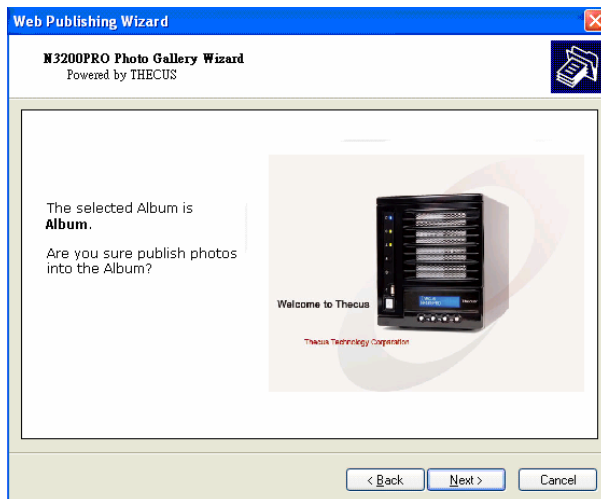 Web Publishing Wizard
N3200PRO Photo Gallery Wizard
Powered by THECUS
The selected Album is
Album.
Are you sure publish photos
into the Album?
Welcome to Thecus
Thecus Technology Corporation
< Back
Next >
Cancel